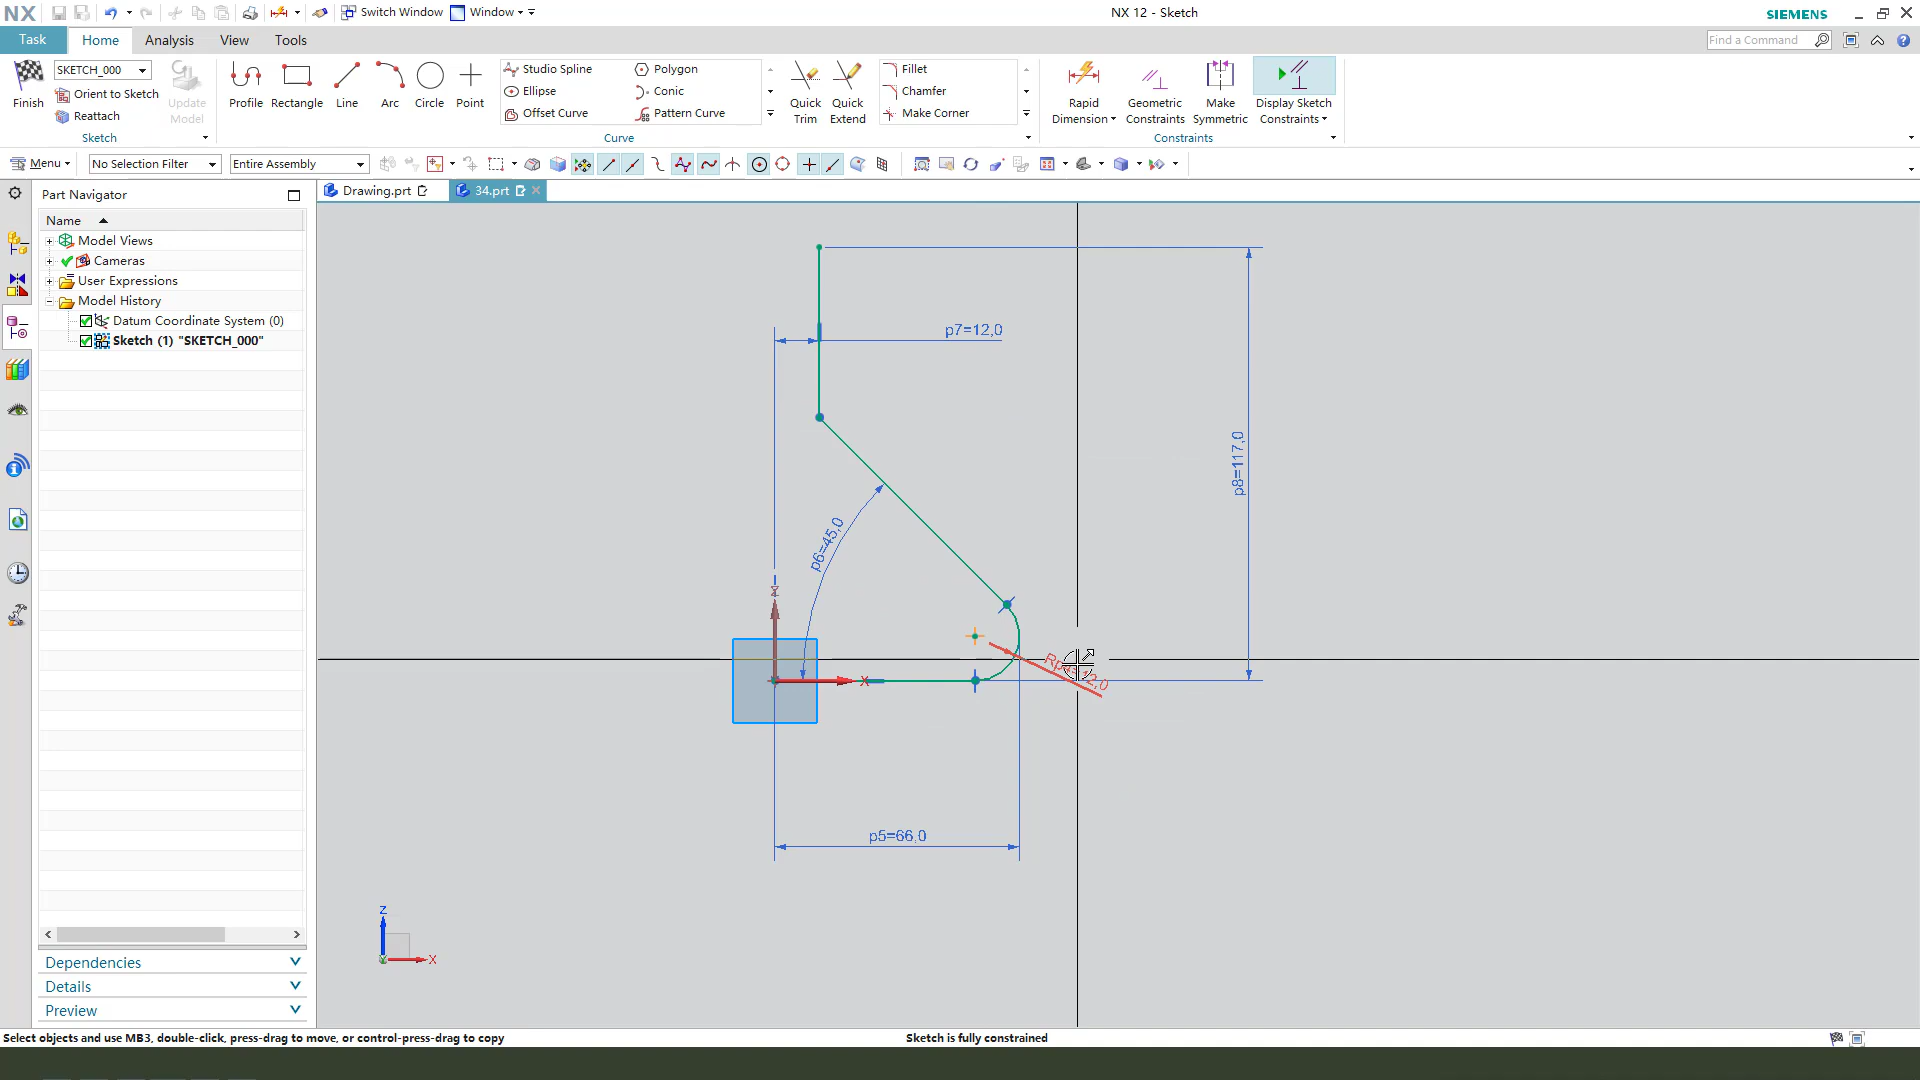 NX
Switch Window
Window
NX 12 - Sketch
SIEMENS
Task
Home
Analysis
View
Tools
Find a Command
Finish
SKETCH_000
Orient to Sketch
Reattach
Update Model
Sketch
Profile
Rectangle
Line
Arc
Circle
Point
Studio Spline
Ellipse
Offset Curve
Polygon
Conic
Pattern Curve
Quick Trim
Quick Extend
Fillet
Chamfer
Make Corner
Curve
Rapid Dimension
Geometric Constraints
Make Symmetric
Display Sketch Constraints
Constraints
Menu
No Selection Filter
Entire Assembly
Part Navigator
Drawing.prt
34.prt
Name
Model Views
Cameras
User Expressions
Model History
Datum Coordinate System (0)
Sketch (1) "SKETCH_000"
p7=12,0
p8=117,0
p6=45,0
Z
X
p5=66,0
Z
Y
X
Dependencies
Details
Preview
Select objects and use MB3, double-click, press-drag to move, or control-press-drag to copy
Sketch is fully constrained